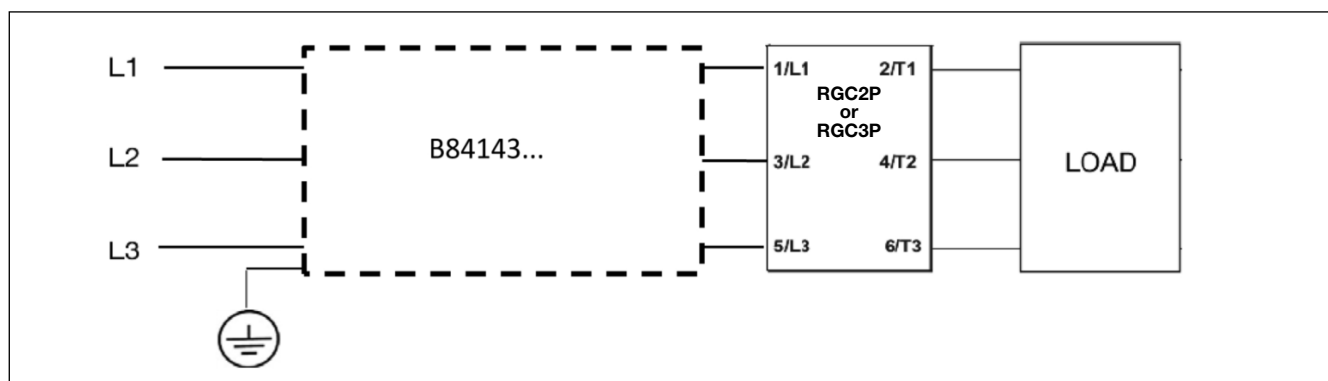 L1
1/L1
2/T1
RGC2P
or
RGC3P
L2
B84143...
3/L2
4/T2
LOAD
L3
5/L3
6/T3